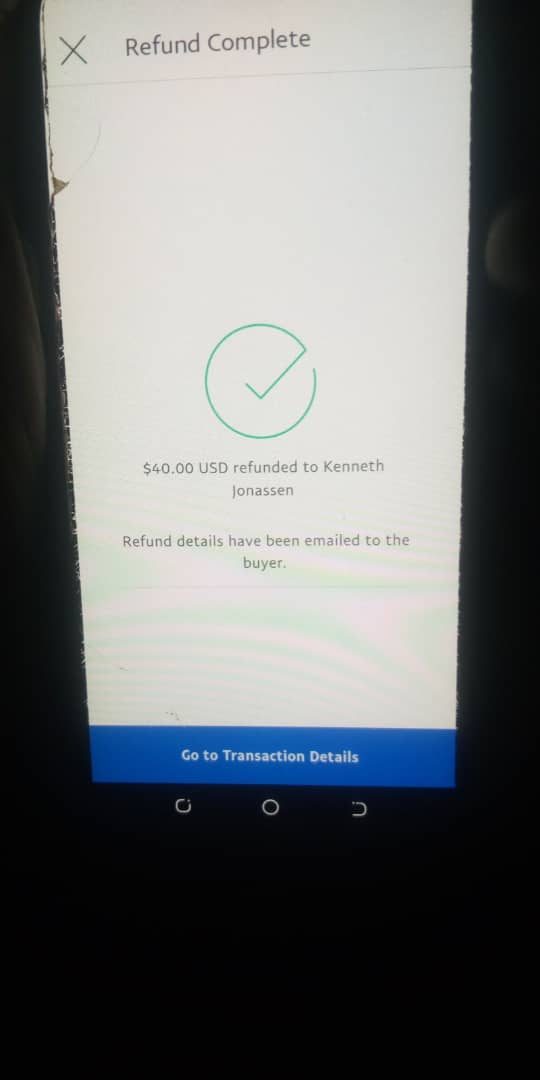 Refund Complete
$40.00 USD refunded to Kenneth
Jonassen
Refund details have been emailed to the
buyer.
Go to Transaction Details